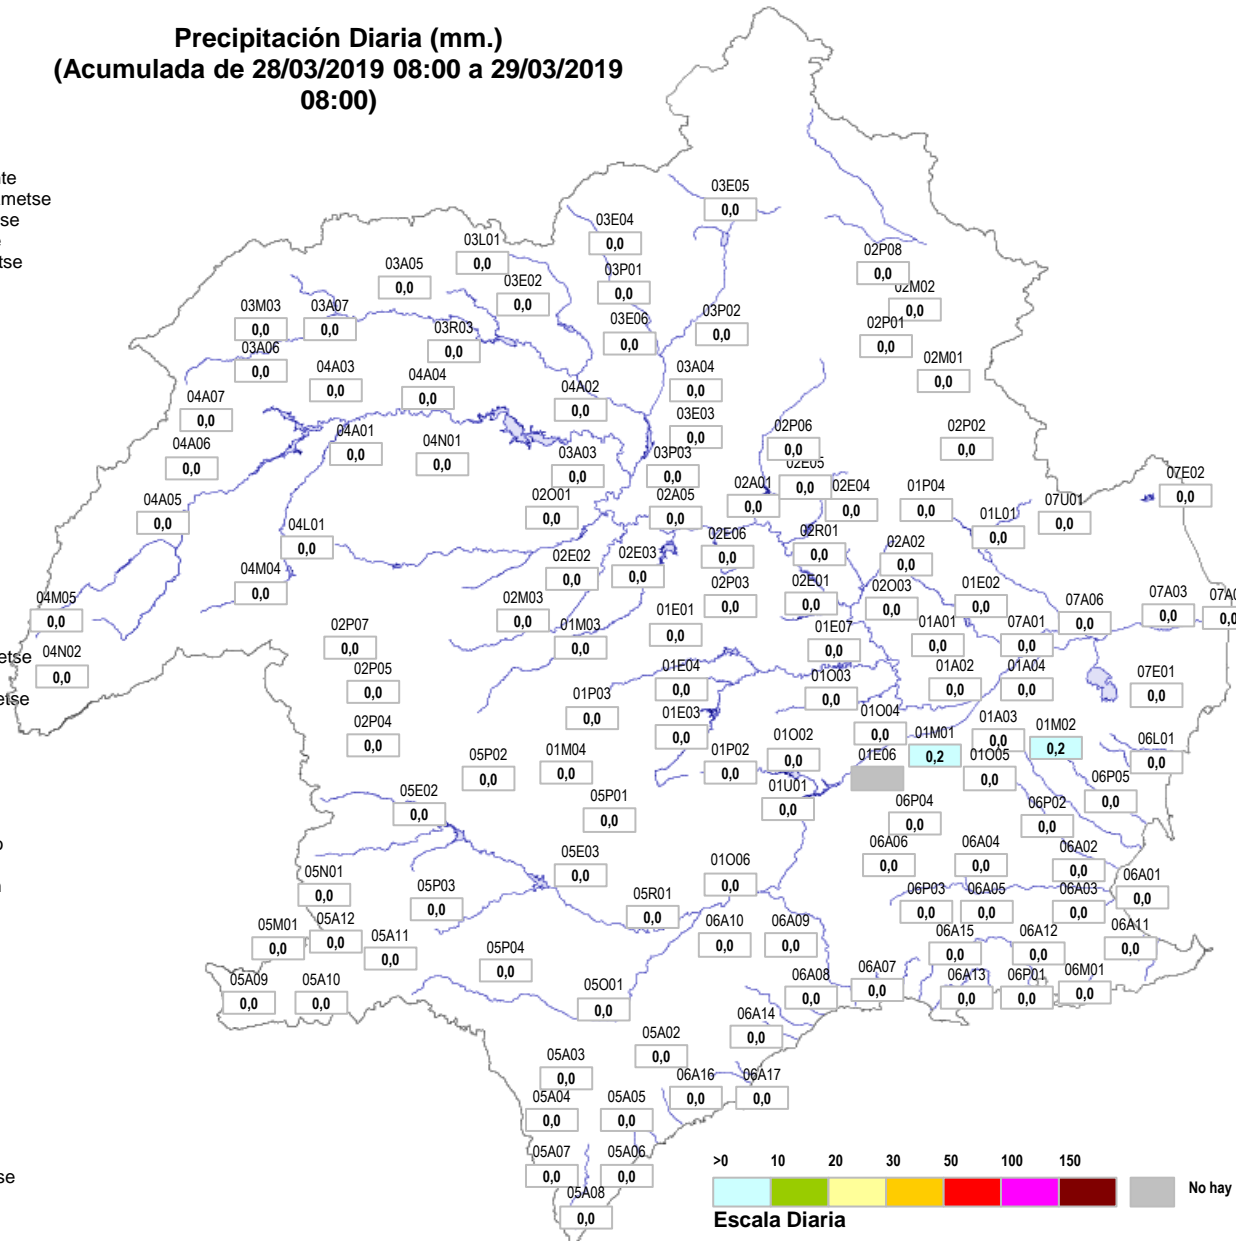 Precipitación Diaria (mm.)
(Acumulada de 28/03/2019 08:00 a 29/03/2019
08:00)
03E05
0,0
03E04
0,0
03L01
0,0
02P08
0,0
03A05
0,0
03P01
0,0
03E02
0,0
02M02
0,0
03M03
0,0
03A07
0,0
03E06
0,0
03P02
0,0
03R03
0,0
02P01
0,0
03A06
0,0
04A03
0,0
04A04
0,0
03A04
0,0
02M01
0,0
04A02
0,0
04A07
0,0
03E03
0,0
04A01
0,0
04N01
0,0
02P06
0,0
02P02
0,0
04A06
0,0
03A03
0,0
03P03
0,0
02E05
0,0
07E02
0,0
04A05
0,0
02O01
0,0
02A05
0,0
02A01
0,0
02E04
0,0
01P04
0,0
07U01
0,0
01L01
0,0
04L01
0,0
02E06
0,0
02R01
0,0
02A02
0,0
02E02
0,0
02E03
0,0
04M04
0,0
02P03
0,0
02E01
0,0
02O03
0,0
01E02
0,0
07A03
0,0
07A0
0,0
04M05
0,0
02M03
0,0
01E01
0,0
07A06
0,0
02P07
0,0
01M03
0,0
01E07
0,0
01A01
0,0
07A01
0,0
etse
04N02
0,0
02P05
0,0
01E04
0,0
01O03
0,0
01A02
0,0
01A04
0,0
07E01
0,0
etse
01P03
0,0
02P04
0,0
01E03
0,0
01O04
0,0
01M01
0,2
01A03
0,0
01M02
0,2
06L01
0,0
05P02
0,0
01M04
0,0
01P02
0,0
01O02
0,0
01E06
01O05
0,0
05E02
0,0
05P01
0,0
01U01
0,0
06P04
0,0
06P02
0,0
06P05
0,0
05E03
0,0
01O06
0,0
06A06
0,0
06A04
0,0
06A02
0,0
05N01
0,0
05P03
0,0
05R01
0,0
06P03
0,0
06A05
0,0
06A03
0,0
06A01
0,0
05M01
0,0
05A12
0,0
05A11
0,0
06A10
0,0
06A09
0,0
06A15
0,0
06A12
0,0
06A11
0,0
05P04
0,0
05A09
0,0
05A10
0,0
05O01
0,0
06A08
0,0
06A07
0,0
06A13
0,0
06P01
0,0
06M01
0,0
05A02
0,0
06A14
0,0
05A03
0,0
06A16
0,0
06A17
0,0
05A04
0,0
05A05
0,0
05A07
0,0
05A06
0,0
05A08
0,0
>0 10 20 30 50 100 150
No hay
Escala Diaria